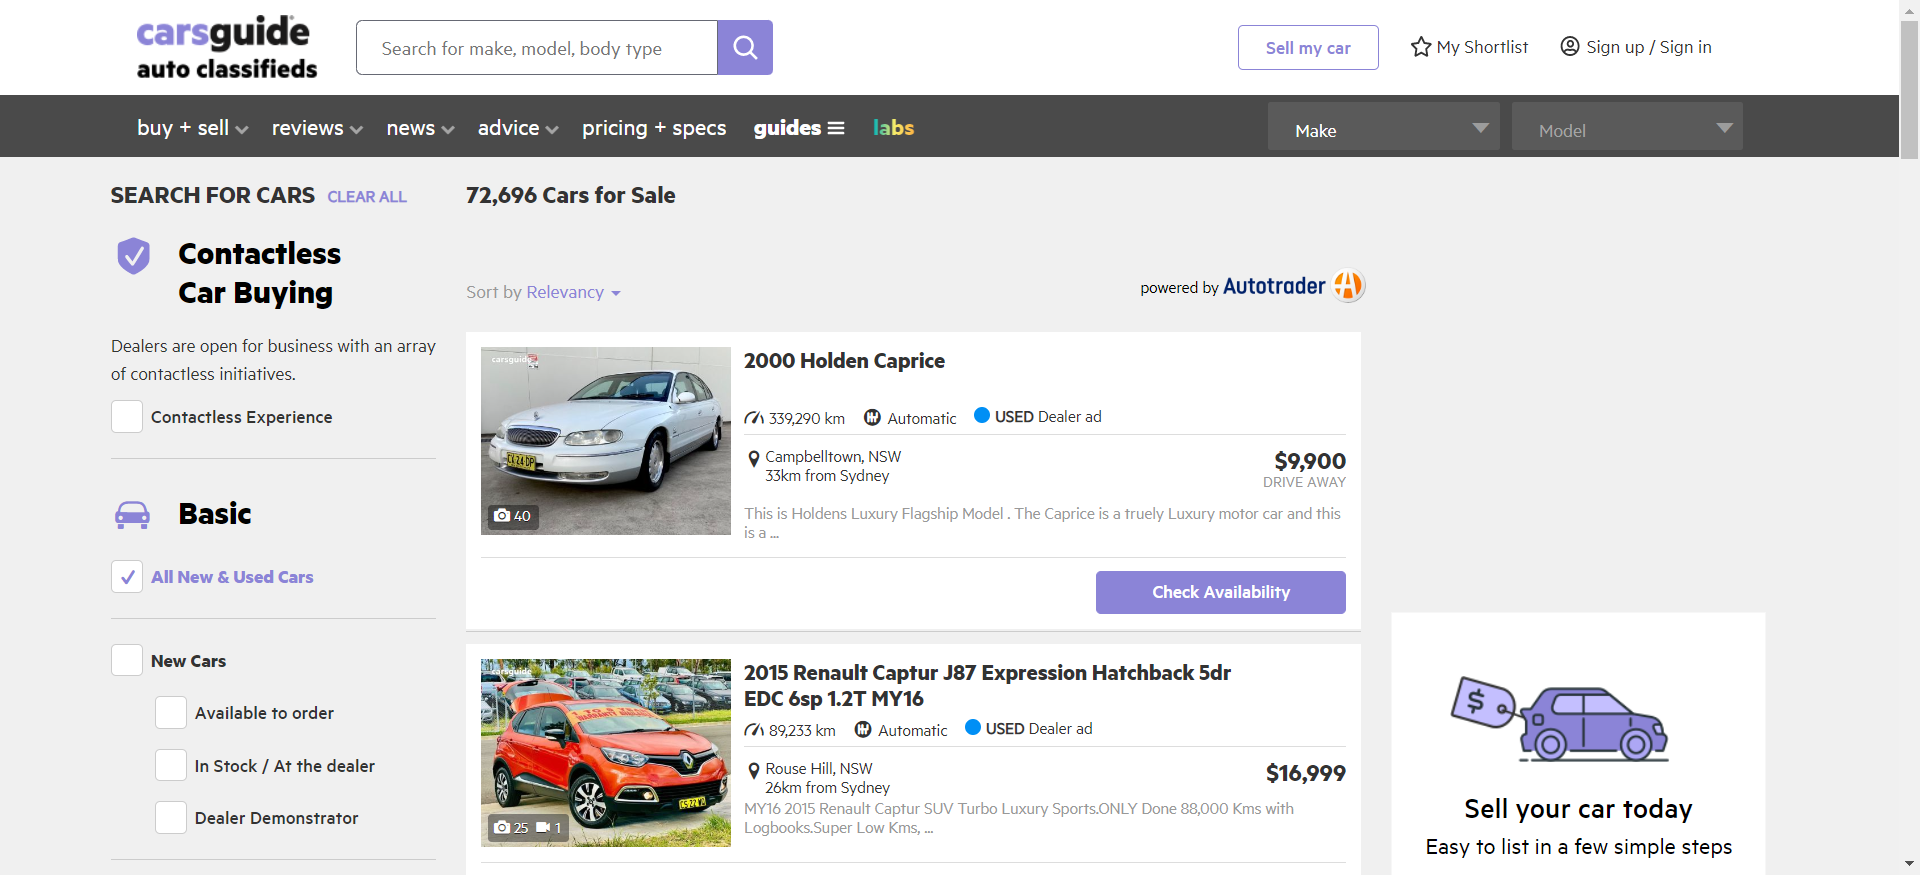 carsguide
auto classifieds
Search for make, model, body type
Sell my car
My Shortlist
Sign up / Sign in
buy + sell
reviews
news
advice
pricing + specs
guides
labs
Make
Model
SEARCH FOR CARS CLEAR ALL
72,696 Cars for Sale
Contactless
Car Buying
Dealers are open for business with an array
of contactless initiatives.
Contactless Experience
Basic
All New & Used Cars
New Cars
Available to order
In Stock / At the dealer
Dealer Demonstrator
Sort by Relevancy
powered by Autotrader
carsguide
40
2000 Holden Caprice
339,290 km Automatic USED Dealer ad
Campbelltown, NSW
33km from Sydney
$9,900
DRIVE AWAY
This is Holdens Luxury Flagship Model . The Caprice is a truely Luxury motor car and this
is a ...
Check Availability
carsguide
25 1
2015 Renault Captur J87 Expression Hatchback 5dr
EDC 6sp 1.2T MY16
89,233 km Automatic USED Dealer ad
Rouse Hill, NSW
26km from Sydney
$16,999
MY16 2015 Renault Captur SUV Turbo Luxury Sports.ONLY Done 88,000 Kms with
Logbooks.Super Low Kms, ...
$
Sell your car today
Easy to list in a few simple steps